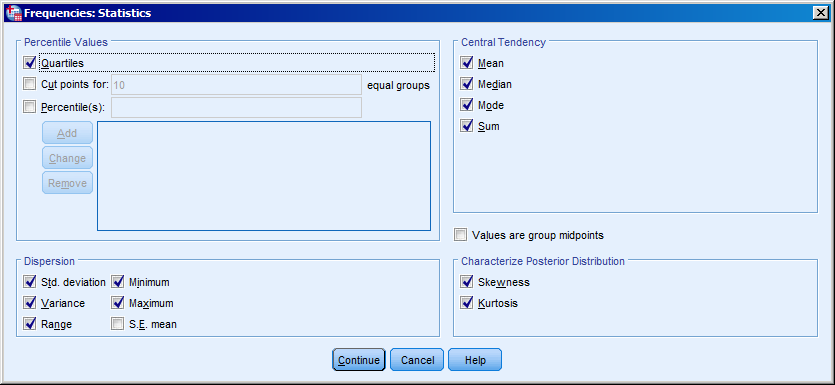 Frequencies: Statistics
Percentile Values
Quartiles
Cut points for: 10 equal groups
Percentile(s):
Add
Change
Remove
Central Tendency
Mean
Median
Mode
Sum
Values are group midpoints
Dispersion
Std. deviation
Minimum
Variance
Maximum
Range
S.E. mean
Characterize Posterior Distribution
Skewness
Kurtosis
Continue
Cancel
Help